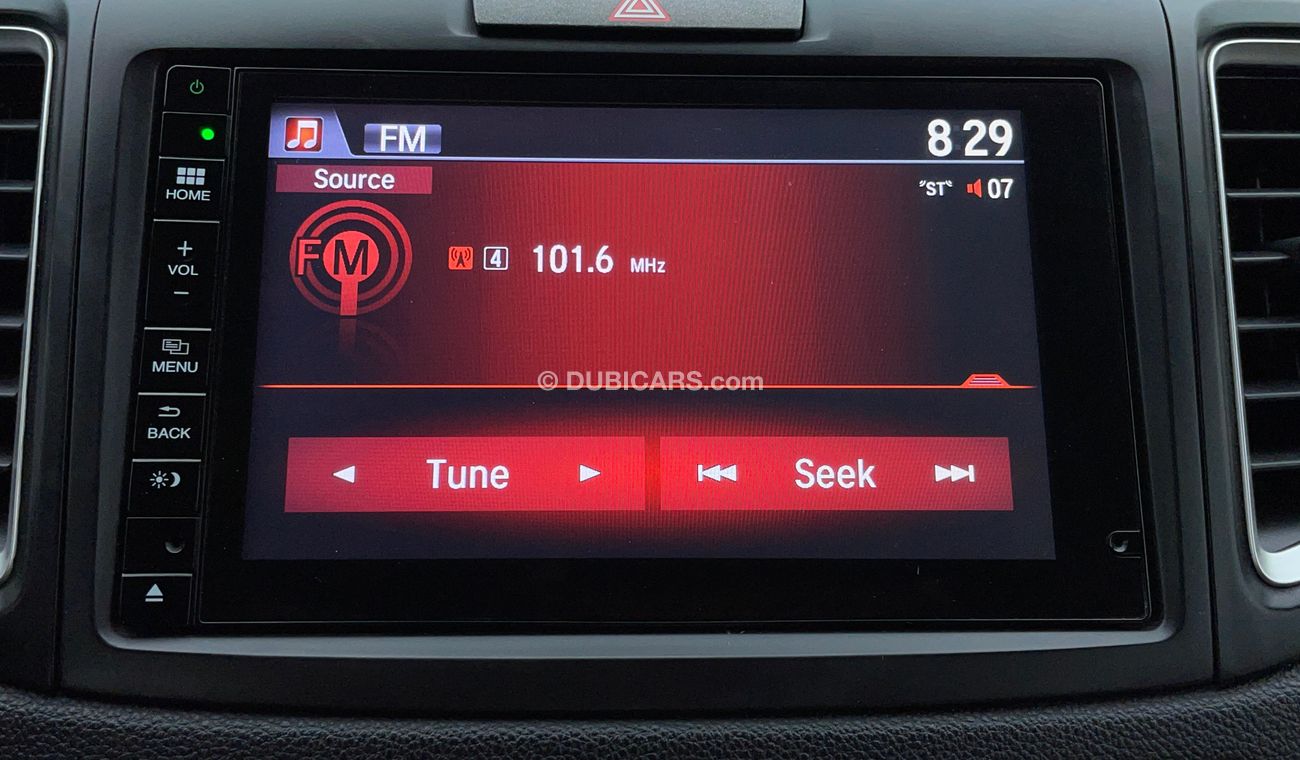 FM
8 29
Source
"ST"
07
FM
4 101.6 MHz
HOME
+
VOL
−
MENU
BACK
© DUBICARS.com
Tune
Seek